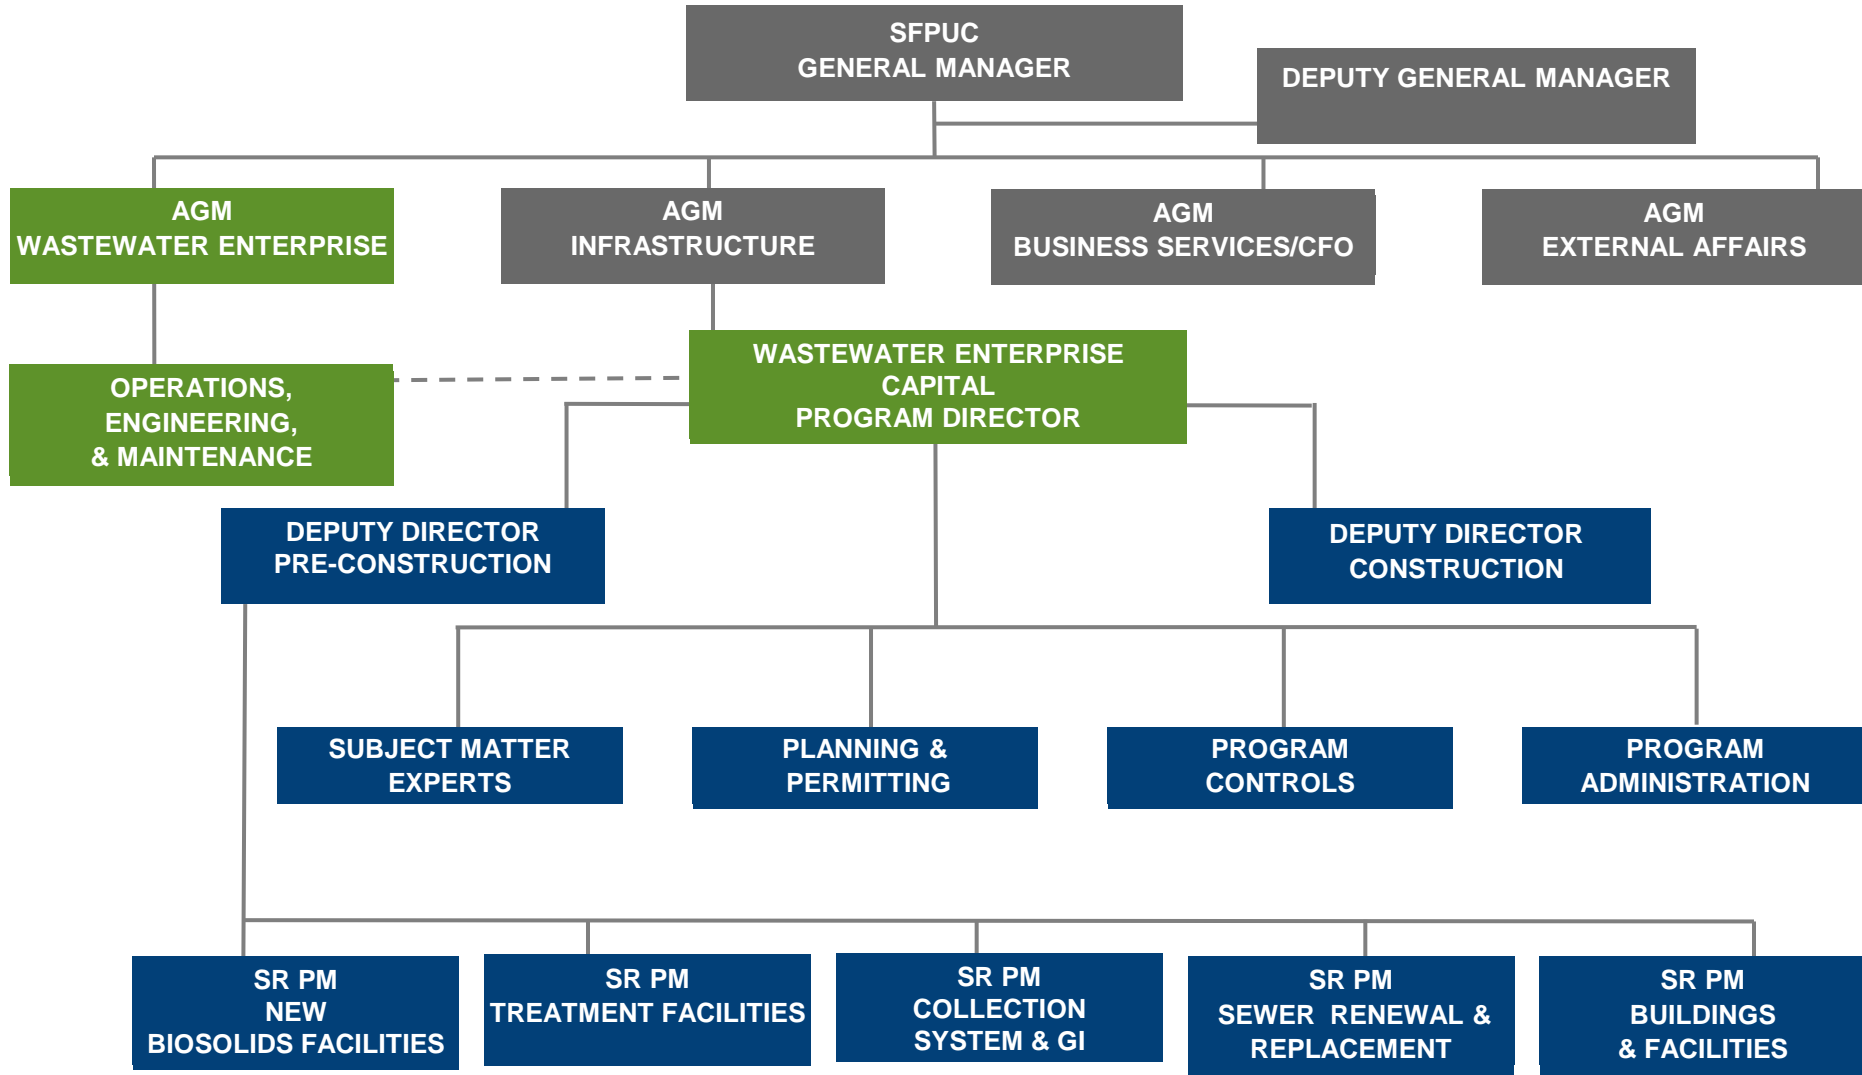 SFPUC
GENERAL MANAGER
DEPUTY GENERAL MANAGER
AGM
WASTEWATER ENTERPRISE
AGM
INFRASTRUCTURE
AGM
BUSINESS SERVICES/CFO
AGM
EXTERNAL AFFAIRS
OPERATIONS,
ENGINEERING,
& MAINTENANCE
WASTEWATER ENTERPRISE
CAPITAL
PROGRAM DIRECTOR
DEPUTY DIRECTOR
PRE-CONSTRUCTION
DEPUTY DIRECTOR
CONSTRUCTION
SUBJECT MATTER
EXPERTS
PLANNING &
PERMITTING
PROGRAM
CONTROLS
PROGRAM
ADMINISTRATION
SR PM
NEW
BIOSOLIDS FACILITIES
SR PM
TREATMENT FACILITIES
SR PM
COLLECTION
SYSTEM & GI
SR PM
SEWER RENEWAL &
REPLACEMENT
SR PM
BUILDINGS
& FACILITIES